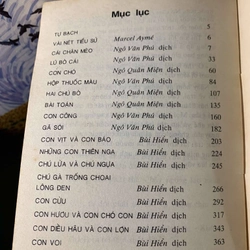 Mục lục
TỰ BẠCH 5
VÀI NÉT TIỂU SỬ Marcel Aymé 6
CÁI CHÂN MÈO Ngô Văn Phú dịch 7
LŨ BÒ CÁI Ngô Văn Phú dịch 33
CON CHÓ Ngô Quân Miện dịch 60
HỘP THUỐC MÀU Ngô Văn Phú dịch 84
HAI CHÚ BÒ Ngô Quân Miện dịch 107
BÀI TOÁN Ngô Quân Miện dịch 135
CON CÔNG Ngô Văn Phú dịch 160
GÃ SÓI Ngô Văn Phú dịch 182
CON VỊT VÀ CON BÁO Bùi Hiển dịch 203
NHỮNG CON THIÊN NGA Bùi Hiển dịch 224
CHÚ LỪA VÀ CHÚ NGỰA Bùi Hiển dịch 245
CHÚ GÀ TRỐNG CHOAI
LÔNG ĐEN Bùi Hiển dịch 266
CON CỪU Bùi Hiển dịch 292
CON HƯƠU VÀ CON CHÓ CON Bùi Hiển dịch 317
CON DIỀU HÂU VÀ CON LỢN Bùi Hiển dịch 343
CON VOI Bùi Hiển dịch 363